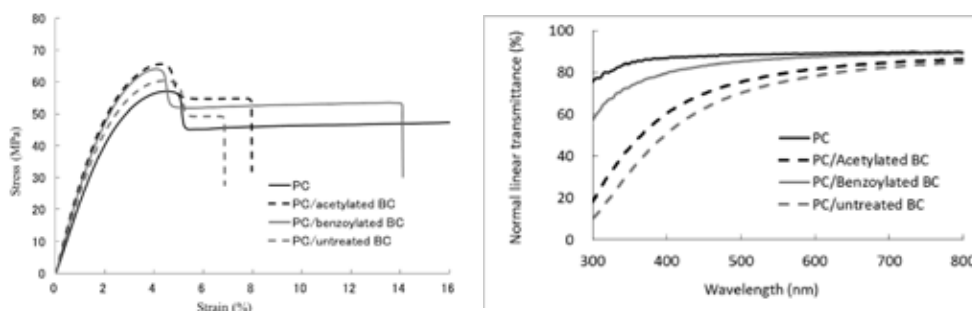 Stress (MPa)
80
70
60
50
40
30
20
10
0
PC
PC/acetylated BC
PC/benzoylated BC
PC/untreated BC
0 2 4 6 8 10 12 14 16
Strain (%)
Normal linear transmittance (%)
100
80
60
40
20
0
PC
PC/Acetylated BC
PC/Benzoylated BC
PC/untreated BC
300 400 500 600 700 800
Wavelength (nm)